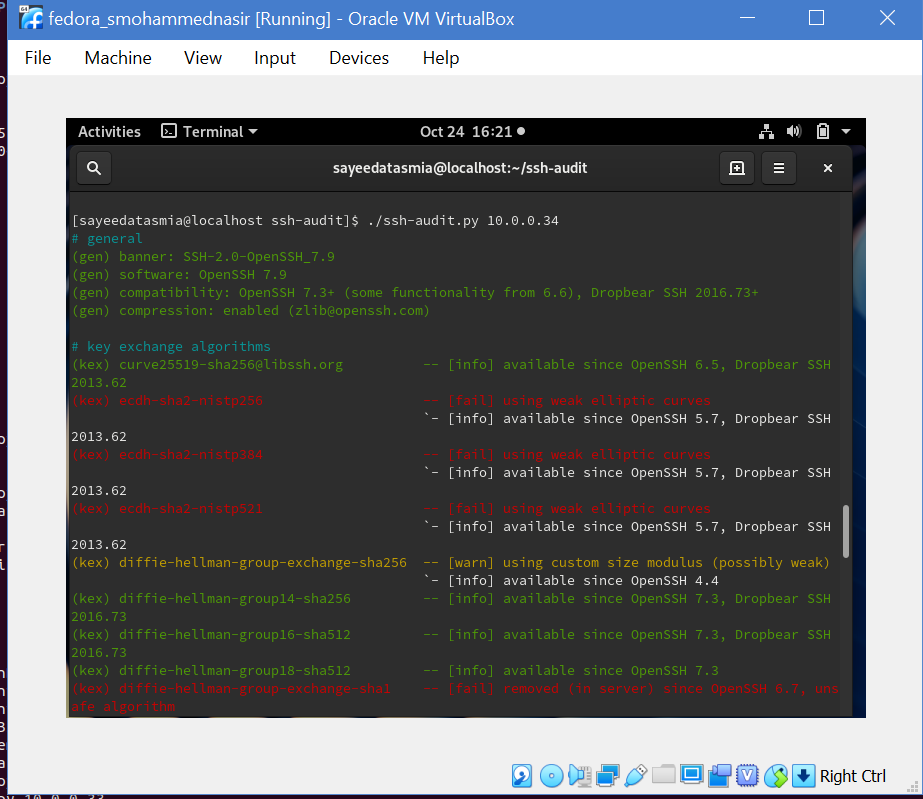 fedora_smohammednasir [Running] - Oracle VM VirtualBox
File Machine View Input Devices Help
Activities Terminal Oct 24 16:21
sayeedatasmia@localhost:~/ssh-audit
[sayeedatasmia@localhost ssh-audit]$ ./ssh-audit.py 10.0.0.34
# general
(gen) banner: SSH-2.0-OpenSSH_7.9
(gen) software: OpenSSH 7.9
(gen) compatibility: OpenSSH 7.3+ (some functionality from 6.6), Dropbear SSH 2016.73+
(gen) compression: enabled (zlib@openssh.com)
# key exchange algorithms
(kex) curve25519-sha256@libssh.org -- [info] available since OpenSSH 6.5, Dropbear SSH
2013.62
(kex) ecdh-sha2-nistp256 -- [fail] using weak elliptic curves
`- [info] available since OpenSSH 5.7, Dropbear SSH
2013.62
(kex) ecdh-sha2-nistp384 -- [fail] using weak elliptic curves
`- [info] available since OpenSSH 5.7, Dropbear SSH
2013.62
(kex) ecdh-sha2-nistp521 -- [fail] using weak elliptic curves
`- [info] available since OpenSSH 5.7, Dropbear SSH
2013.62
(kex) diffie-hellman-group-exchange-sha256 -- [warn] using custom size modulus (possibly weak)
`- [info] available since OpenSSH 4.4
(kex) diffie-hellman-group14-sha256 -- [info] available since OpenSSH 7.3, Dropbear SSH
2016.73
(kex) diffie-hellman-group16-sha512 -- [info] available since OpenSSH 7.3, Dropbear SSH
2016.73
(kex) diffie-hellman-group18-sha512 -- [info] available since OpenSSH 7.3
(kex) diffie-hellman-group-exchange-sha1 -- [fail] removed (in server) since OpenSSH 6.7, uns
afe algorithm
Right Ctrl